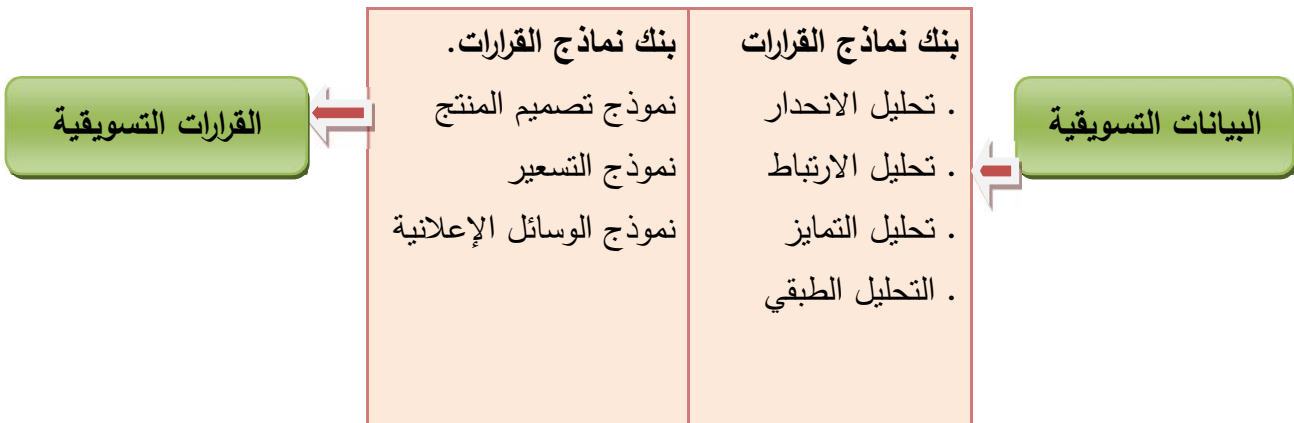 البيانات التسويقية
بنك نماذج القرارات
. تحليل الانحدار
. تحليل الارتباط
. تحليل التمايز
. التحليل الطبقي
بنك نماذج القرارات.
نموذج تصميم المنتج
نموذج التسعير
نموذج الوسائل الإعلانية
القرارات التسويقية